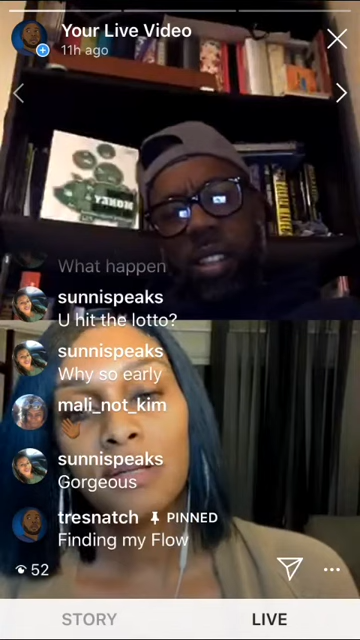 Your Live Video
11h ago
What happen
sunnispeaks
U hit the lotto?
sunnispeaks
Why so early
mali_not_kim
👋🏾
sunnispeaks
Gorgeous
tresnatch PINNED
Finding my Flow
52
STORY
LIVE